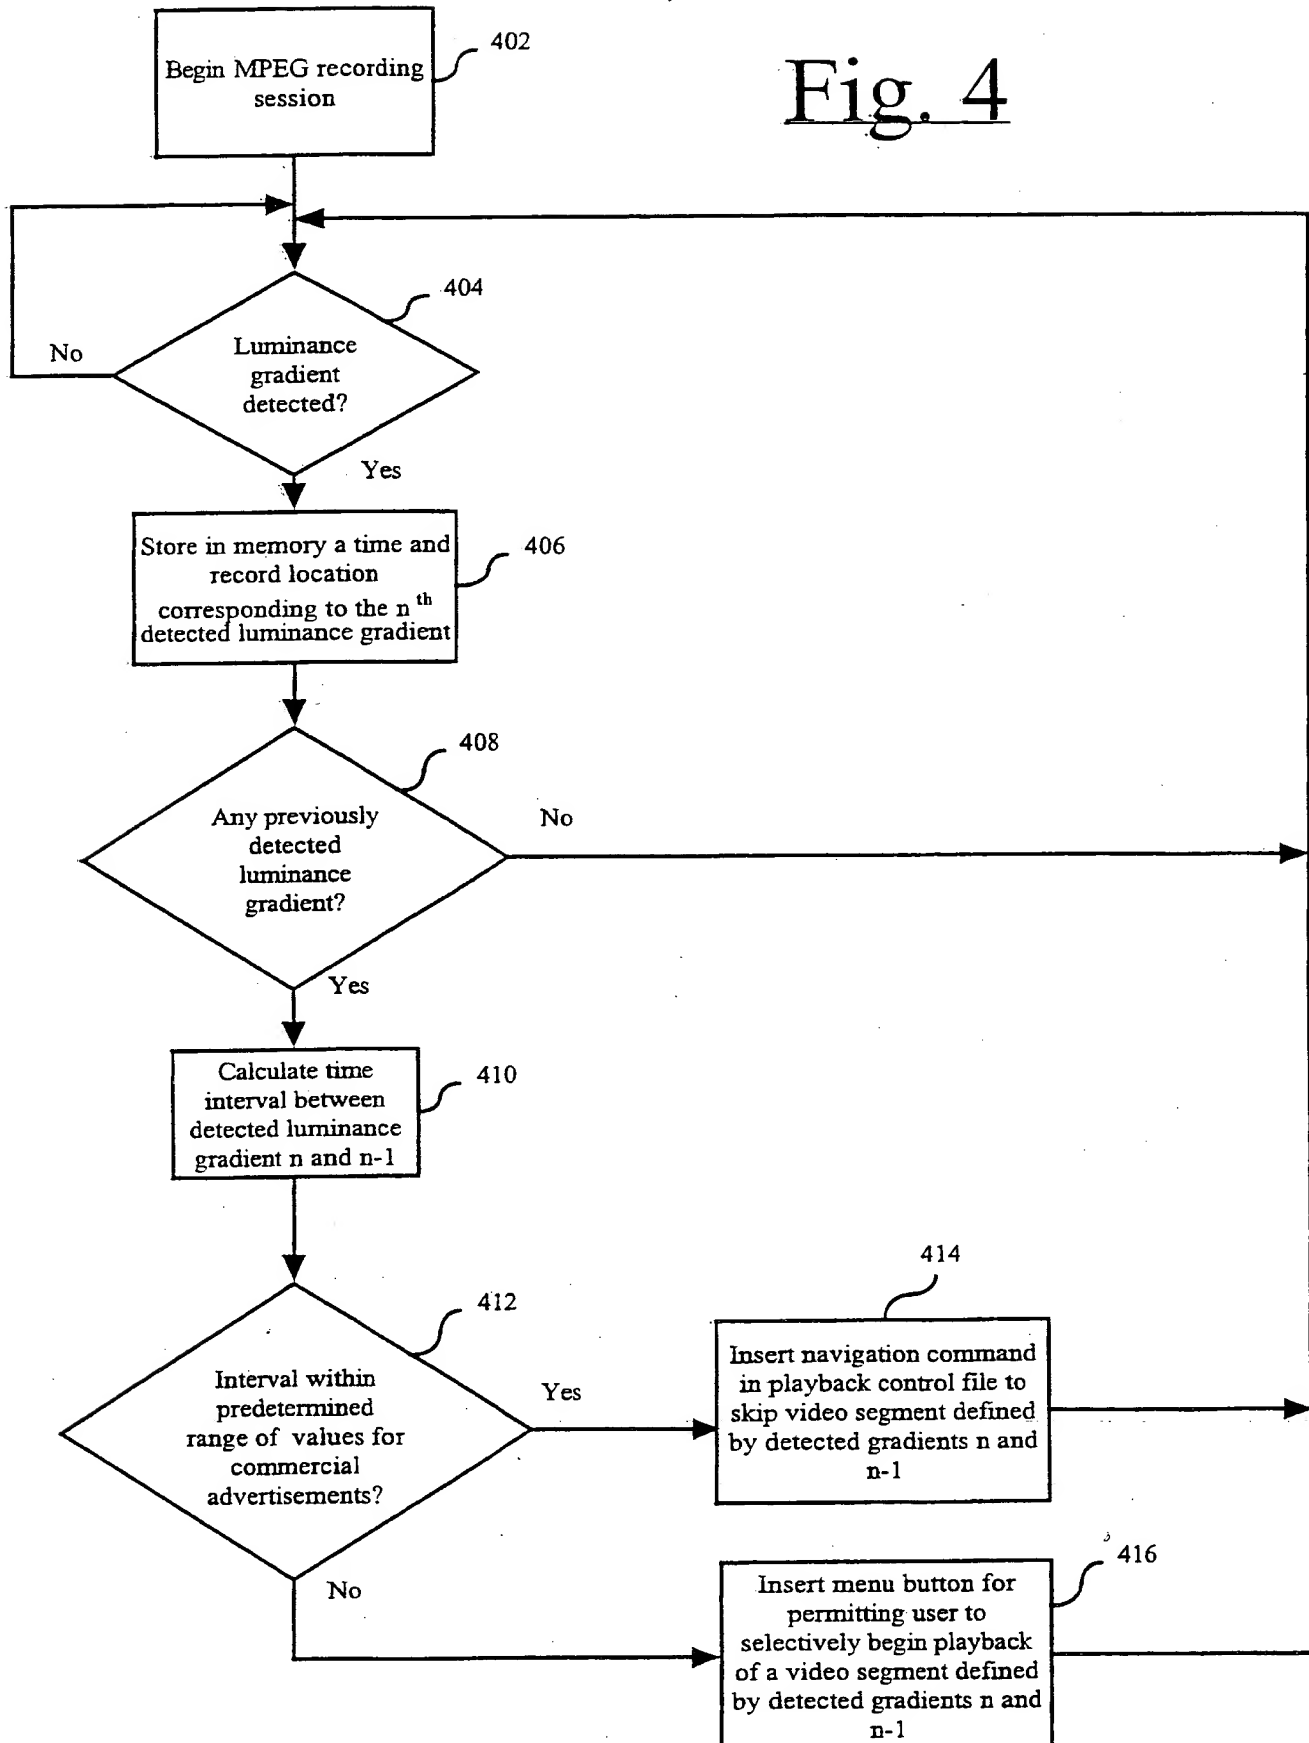 Fig. 4
402
Begin MPEG recording
session
404
Luminance
gradient
detected?
No
Yes
406
Store in memory a time and
record location
corresponding to the n th
detected luminance gradient
408
Any previously
detected
luminance
gradient?
No
Yes
410
Calculate time
interval between
detected luminance
gradient n and n-1
412
Interval within
predetermined
range of values for
commercial
advertisements?
Yes
No
414
Insert navigation command
in playback control file to
skip video segment defined
by detected gradients n and
n-1
416
Insert menu button for
permitting user to
selectively begin playback
of a video segment defined
by detected gradients n and
n-1